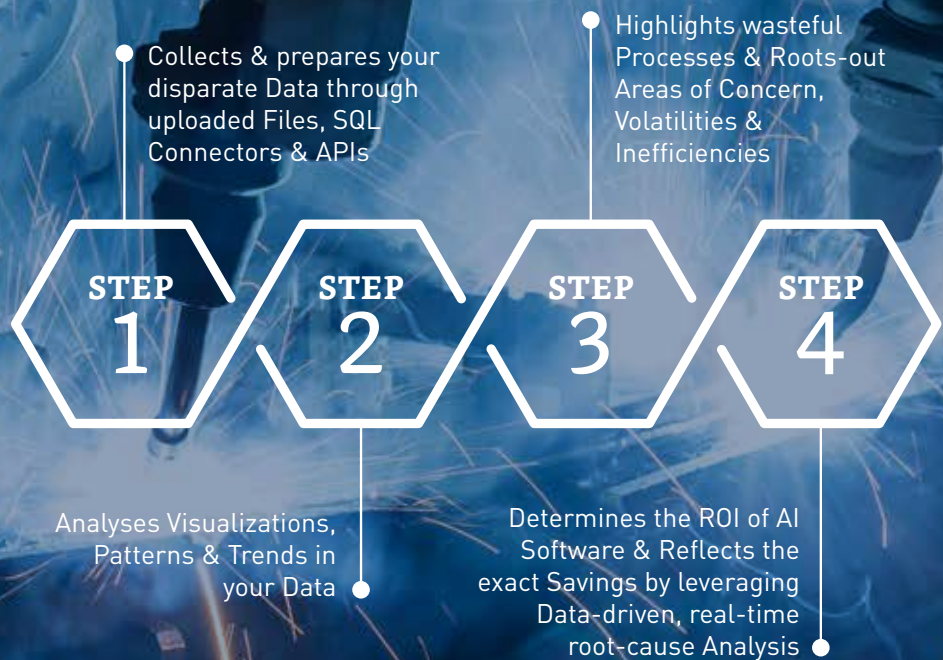 Collects & prepares your
disparate Data through
uploaded Files, SQL
Connectors & APIs
STEP
1
Analyses Visualizations,
Patterns & Trends in
your Data
STEP
2
Highlights wasteful
Processes & Roots-out
Areas of Concern,
Volatilities &
Inefficiencies
STEP
3
Determines the ROI of AI
Software & Reflects the
exact Savings by leveraging
Data-driven, real-time
root-cause Analysis
STEP
4